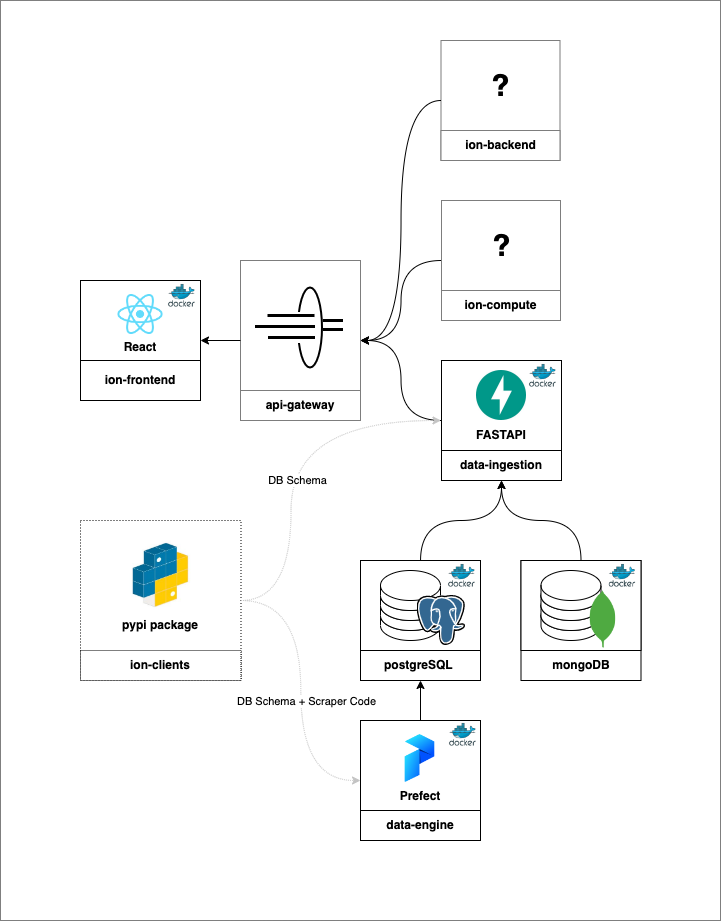 ?
ion-backend
?
ion-compute
docker
React
ion-frontend
api-gateway
docker
FASTAPI
data-ingestion
DB Schema
pypi package
ion-clients
docker
postgreSQL
docker
mongoDB
DB Schema + Scraper Code
docker
Prefect
data-engine